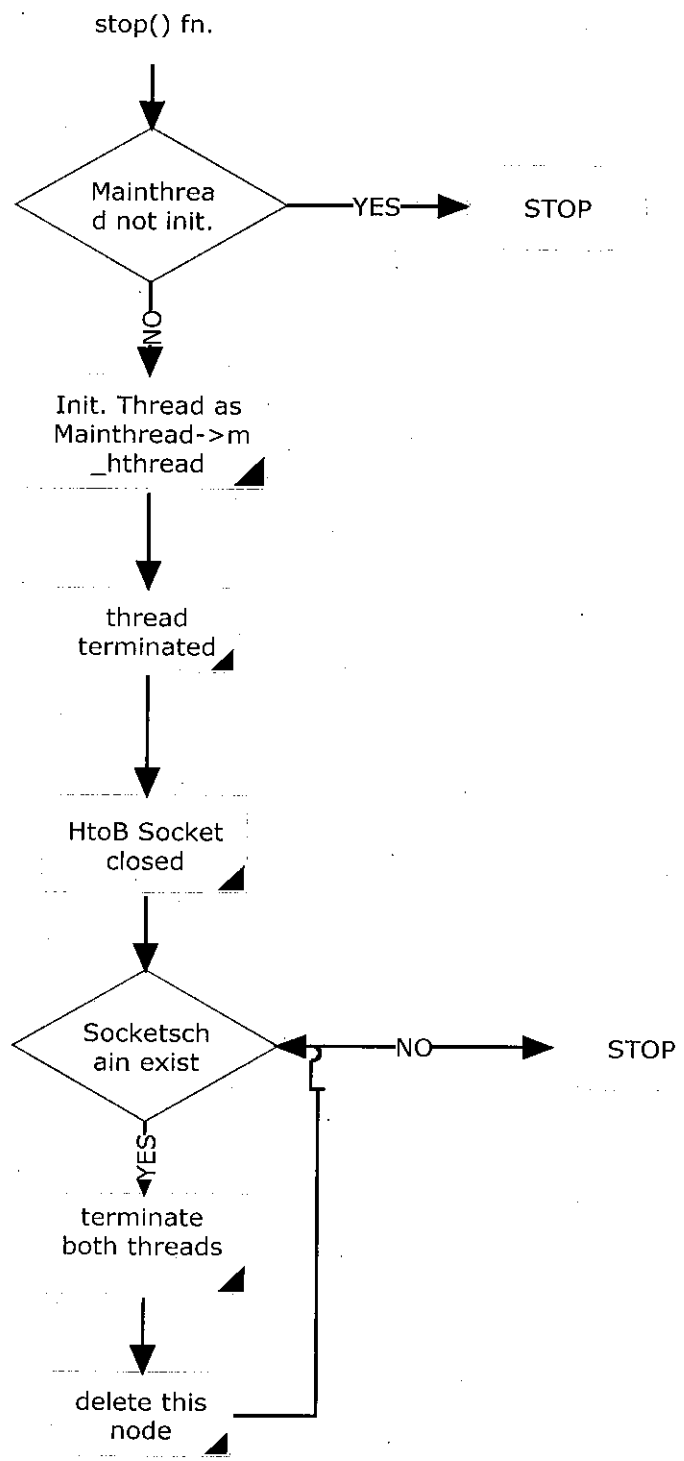 stop() fn.
Mainthrea
d not init.
YES
STOP
NO
Init. Thread as
Mainthread->m
_hthread
thread
terminated
HtoB Socket
closed
Socketsch
ain exist
NO
STOP
YES
terminate
both threads
delete this
node